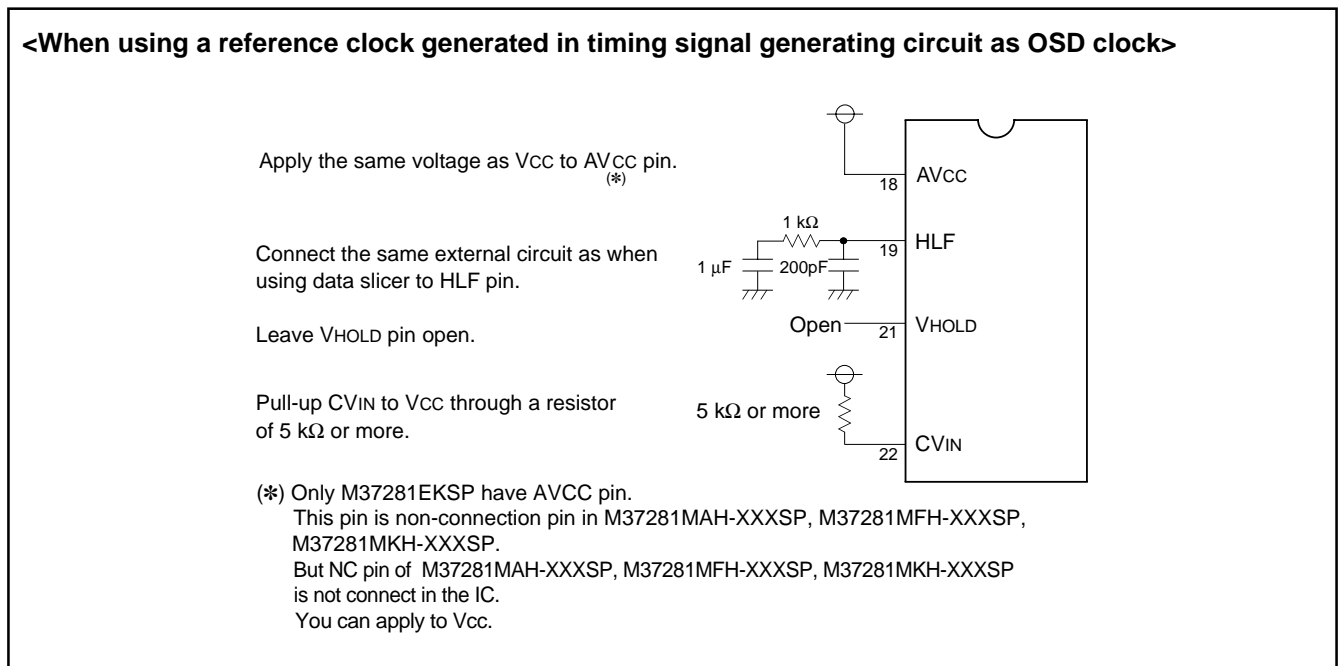 <When using a reference clock generated in timing signal generating circuit as OSD clock>
Apply the same voltage as VCC to AVCC pin.
(✽)
18
AVCC
Connect the same external circuit as when
using data slicer to HLF pin.
1 kΩ
1 μF
200pF
19
HLF
Leave VHOLD pin open.
Open
21
VHOLD
Pull-up CVIN to VCC through a resistor
of 5 kΩ or more.
5 kΩ or more
22
CVIN
(✽) Only M37281EKSP have AVCC pin.
This pin is non-connection pin in M37281MAH-XXXSP, M37281MFH-XXXSP,
M37281MKH-XXXSP.
But NC pin of M37281MAH-XXXSP, M37281MFH-XXXSP, M37281MKH-XXXSP
is not connect in the IC.
You can apply to Vcc.